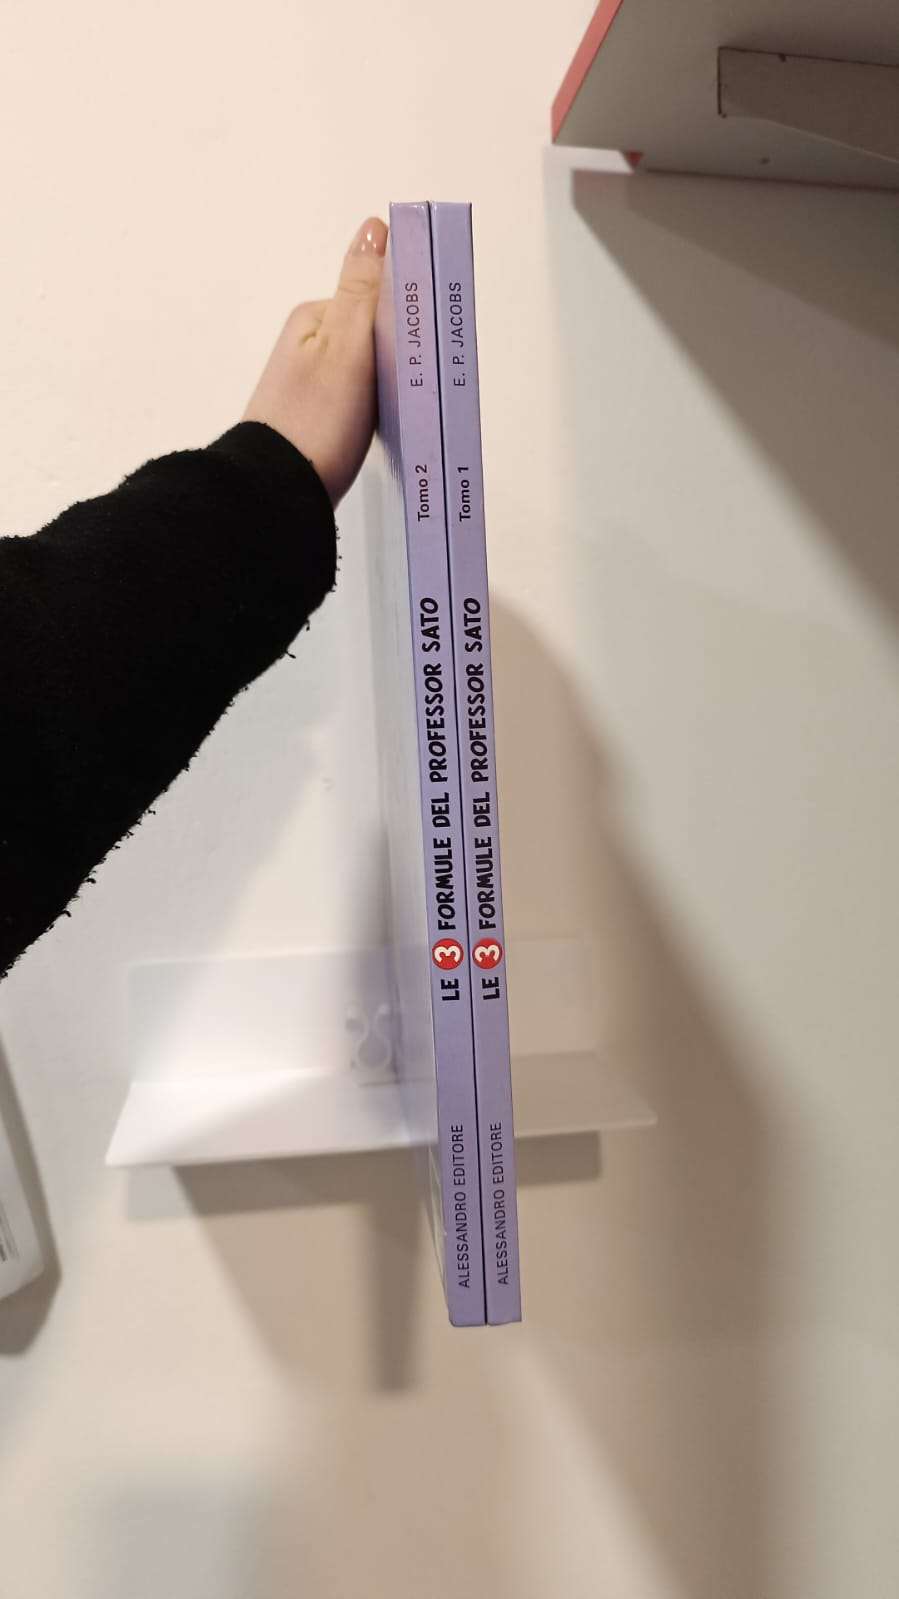 E. P. JACOBS Tomo 2 LE 3 FORMULE DEL PROFESSOR SATO ALESSANDRO EDITORE
E. P. JACOBS Tomo 1 LE 3 FORMULE DEL PROFESSOR SATO ALESSANDRO EDITORE